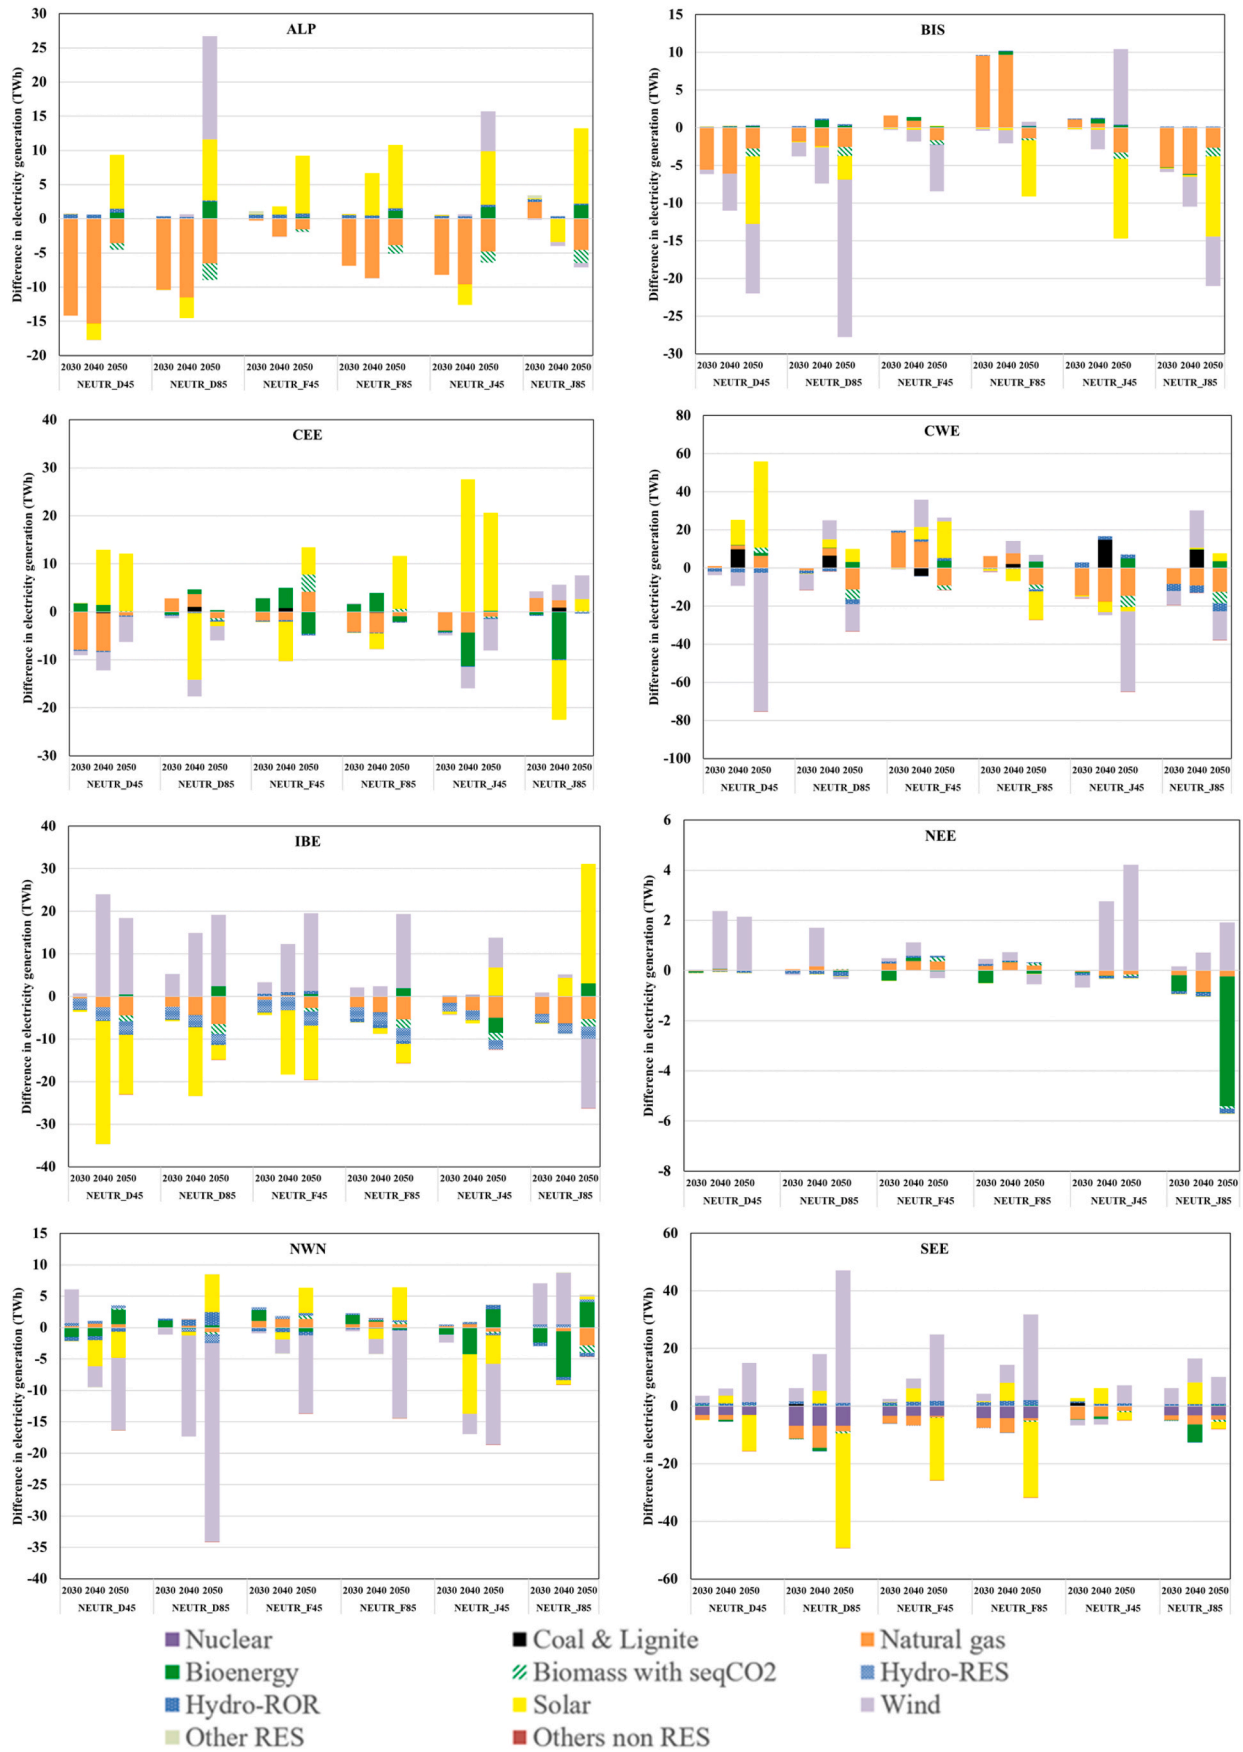 ALP
Difference in electricity generation (TWh)
30
25
20
15
10
5
0
-5
-10
-15
-20
2030 2040 2050 2030 2040 2050 2030 2040 2050 2030 2040 2050 2030 2040 2050 2030 2040 2050
NEUTR_D45 NEUTR_D85 NEUTR_F45 NEUTR_F85 NEUTR_J45 NEUTR_J85
BIS
Difference in electricity generation (TWh)
15
10
5
0
-5
-10
-15
-20
-25
-30
2030 2040 2050 2030 2040 2050 2030 2040 2050 2030 2040 2050 2030 2040 2050 2030 2040 2050
NEUTR_D45 NEUTR_D85 NEUTR_F45 NEUTR_F85 NEUTR_J45 NEUTR_J85
CEE
Difference in electricity generation (TWh)
40
30
20
10
0
-10
-20
-30
2030 2040 2050 2030 2040 2050 2030 2040 2050 2030 2040 2050 2030 2040 2050 2030 2040 2050
NEUTR_D45 NEUTR_D85 NEUTR_F45 NEUTR_F85 NEUTR_J45 NEUTR_J85
CWE
Difference in electricity generation (TWh)
80
60
40
20
0
-20
-40
-60
-80
-100
2030 2040 2050 2030 2040 2050 2030 2040 2050 2030 2040 2050 2030 2040 2050 2030 2040 2050
NEUTR_D45 NEUTR_D85 NEUTR_F45 NEUTR_F85 NEUTR_J45 NEUTR_J85
IBE
Difference in electricity generation (TWh)
40
30
20
10
0
-10
-20
-30
-40
2030 2040 2050 2030 2040 2050 2030 2040 2050 2030 2040 2050 2030 2040 2050 2030 2040 2050
NEUTR_D45 NEUTR_D85 NEUTR_F45 NEUTR_F85 NEUTR_J45 NEUTR_J85
NEE
Difference in electricity generation (TWh)
6
4
2
0
-2
-4
-6
-8
2030 2040 2050 2030 2040 2050 2030 2040 2050 2030 2040 2050 2030 2040 2050 2030 2040 2050
NEUTR_D45 NEUTR_D85 NEUTR_F45 NEUTR_F85 NEUTR_J45 NEUTR_J85
NWN
Difference in electricity generation (TWh)
15
10
5
0
-5
-10
-15
-20
-25
-30
-35
-40
2030 2040 2050 2030 2040 2050 2030 2040 2050 2030 2040 2050 2030 2040 2050 2030 2040 2050
NEUTR_D45 NEUTR_D85 NEUTR_F45 NEUTR_F85 NEUTR_J45 NEUTR_J85
SEE
Difference in electricity generation (TWh)
60
40
20
0
-20
-40
-60
2030 2040 2050 2030 2040 2050 2030 2040 2050 2030 2040 2050 2030 2040 2050 2030 2040 2050
NEUTR_D45 NEUTR_D85 NEUTR_F45 NEUTR_F85 NEUTR_J45 NEUTR_J85
Nuclear Coal & Lignite Natural gas
Bioenergy Biomass with seqCO2 Hydro-RES
Hydro-ROR Solar Wind
Other RES Others non RES